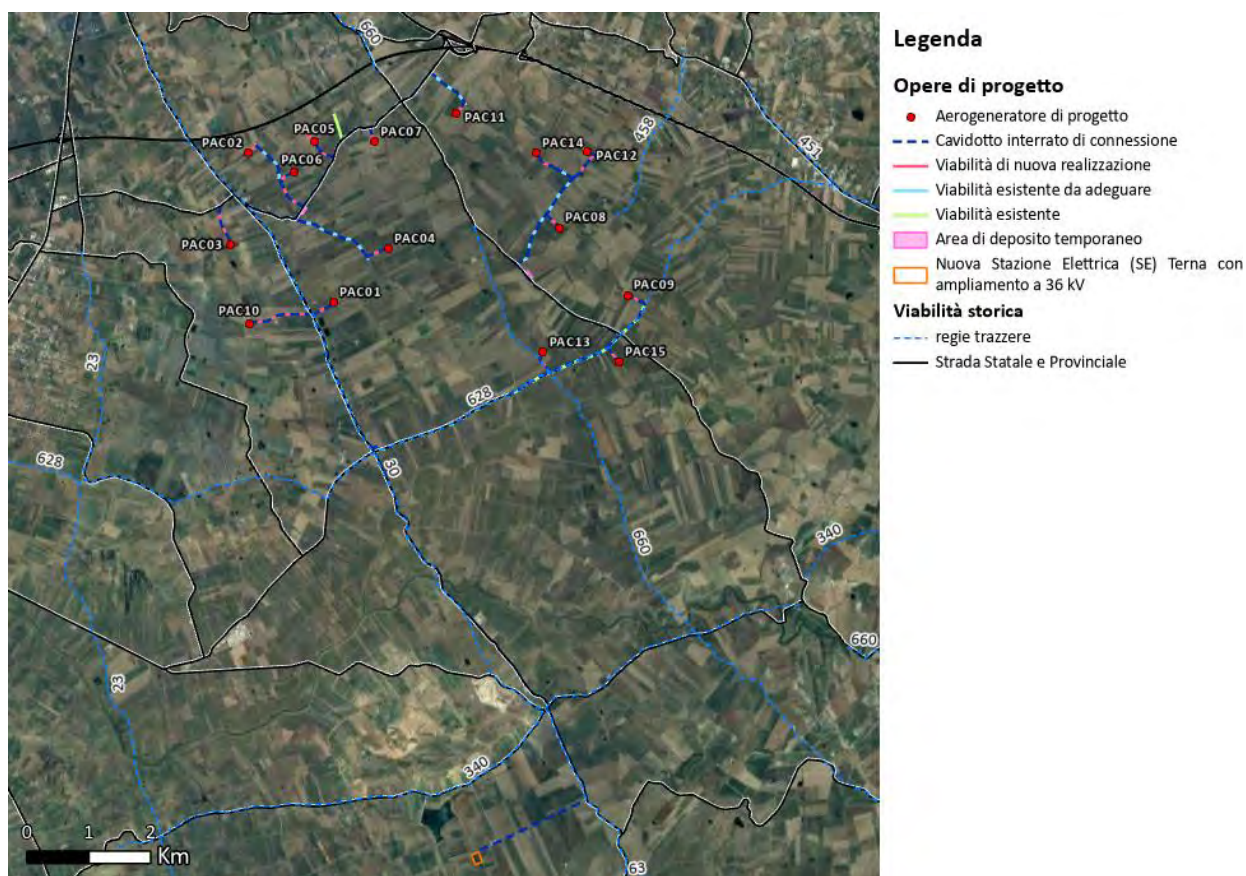 660
PAC11
458
451
PAC05
PAC07
PAC02
PAC14
PAC12
PAC06
PAC08
PAC03
PAC04
PAC09
PAC01
PAC10
PAC13
PAC15
23
628
628
30
660
340
660
23
340
63
0 1 2
Km
Legenda
Opere di progetto
Aerogeneratore di progetto
Cavidotto interrato di connessione
Viabilità di nuova realizzazione
Viabilità esistente da adeguare
Viabilità esistente
Area di deposito temporaneo
Nuova Stazione Elettrica (SE) Terna con
ampliamento a 36 kV
Viabilità storica
regie trazzere
Strada Statale e Provinciale